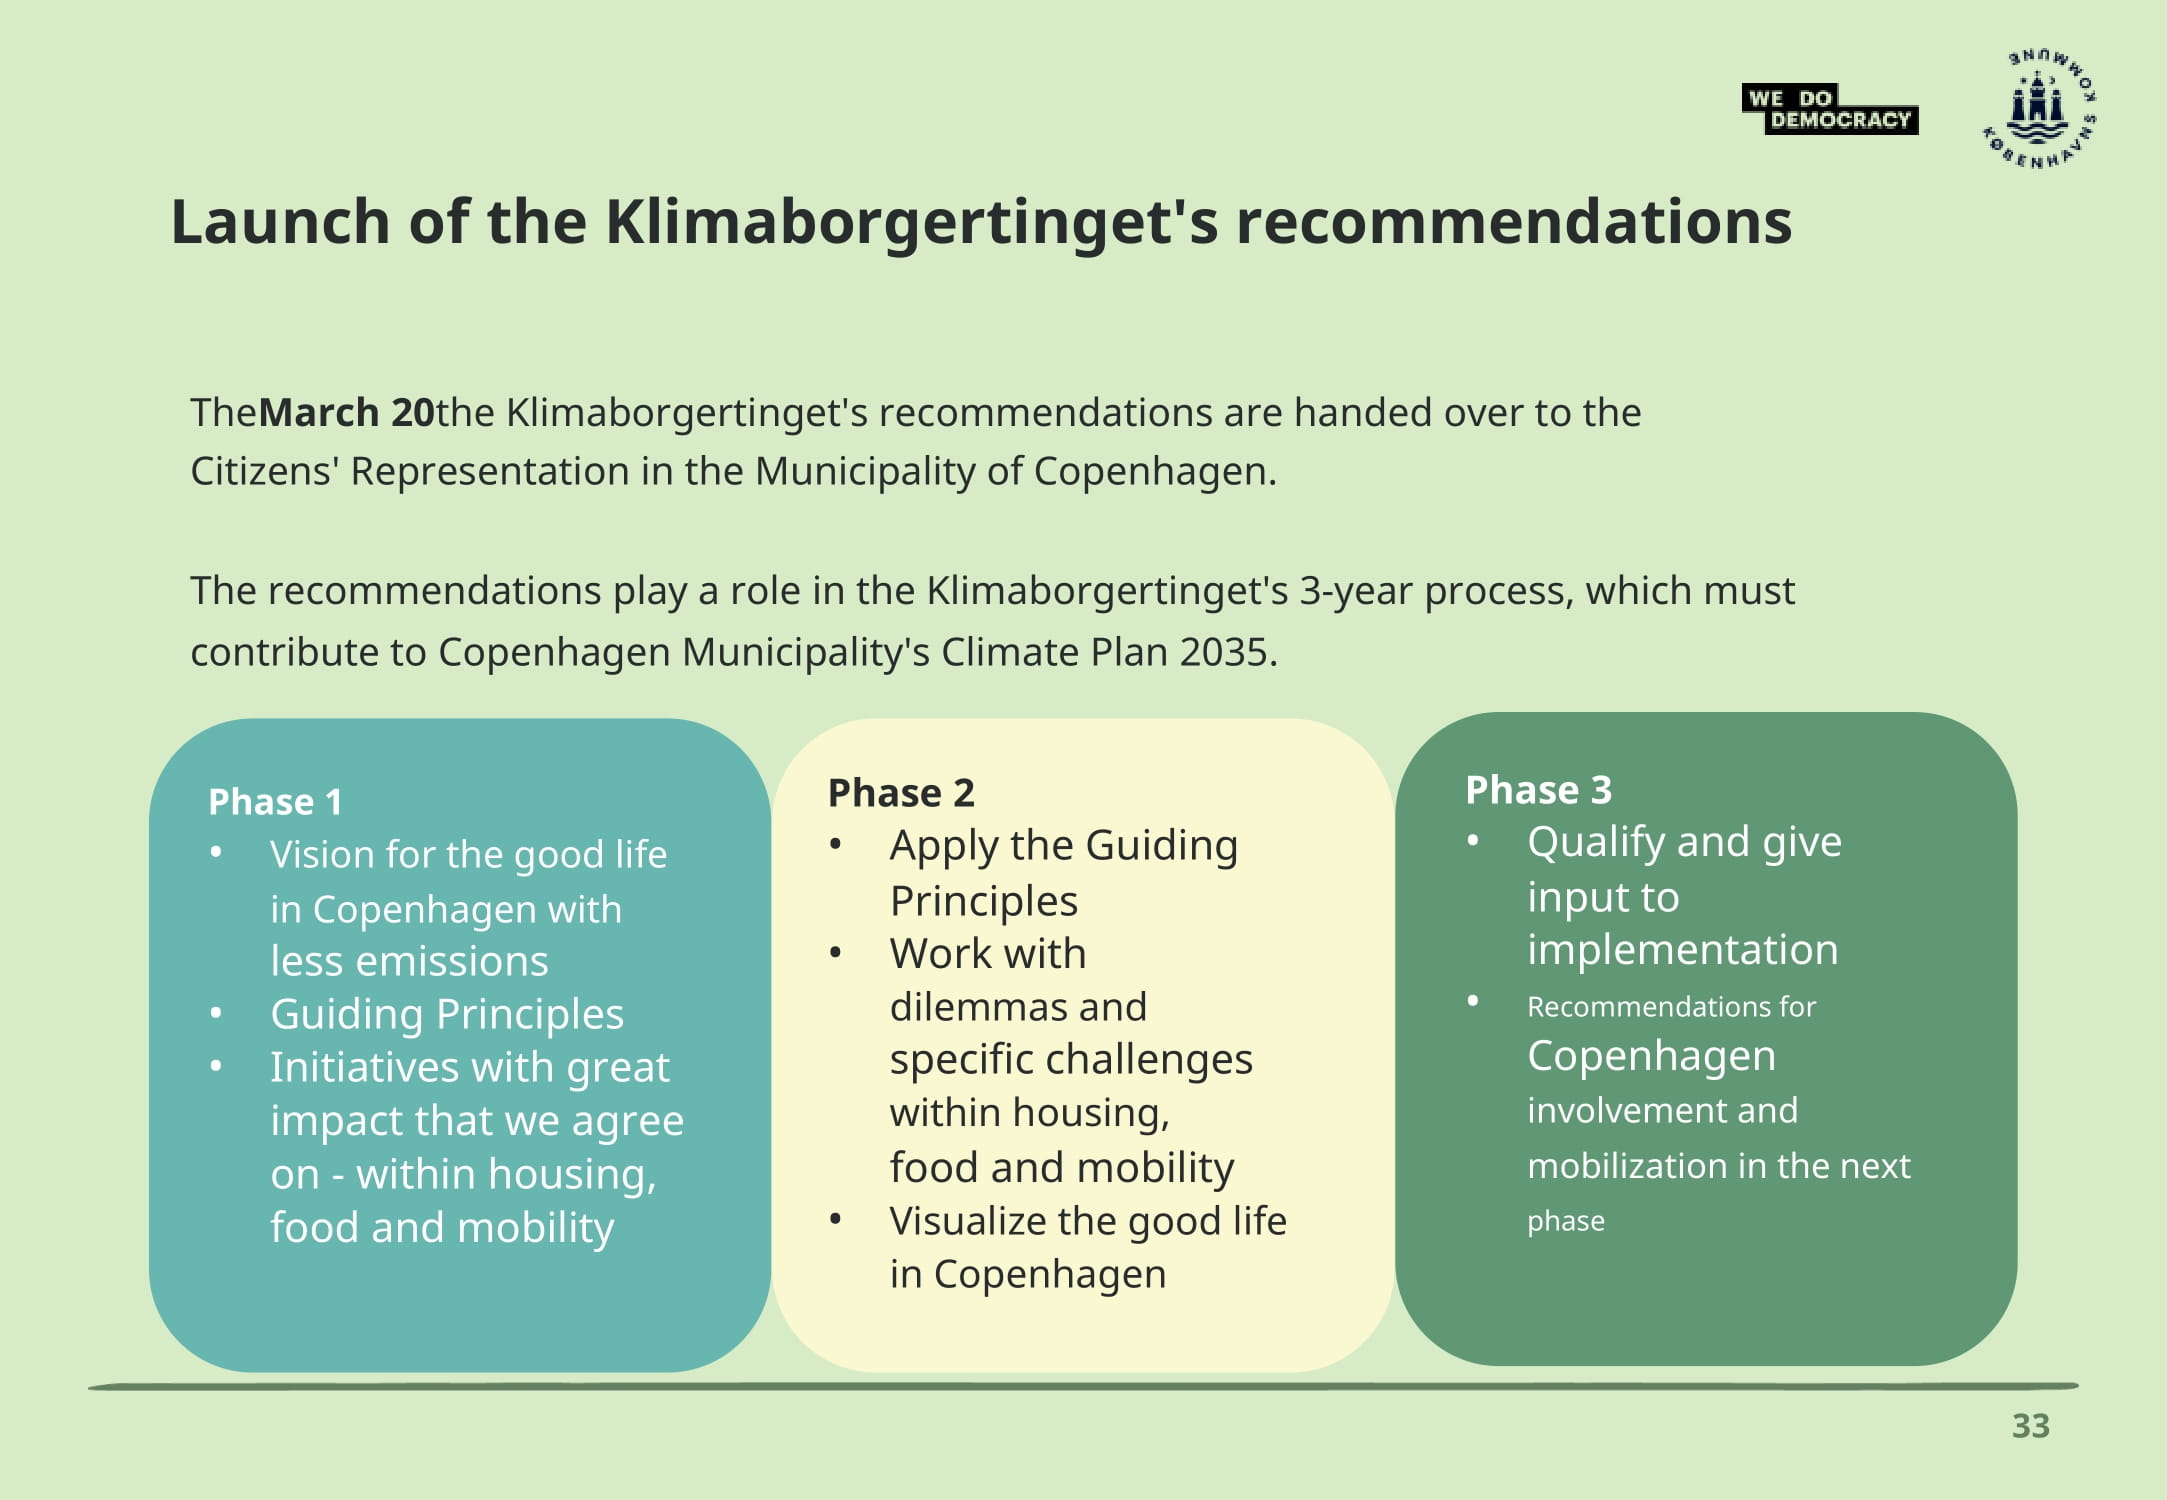 WE DO
DEMOCRACY
KØBENHAVNS KOMMUNE
Launch of the Klimaborgertinget's recommendations
TheMarch 20the Klimaborgertinget's recommendations are handed over to the
Citizens' Representation in the Municipality of Copenhagen.
The recommendations play a role in the Klimaborgertinget's 3-year process, which must
contribute to Copenhagen Municipality's Climate Plan 2035.
Phase 1
• Vision for the good life
in Copenhagen with
less emissions
• Guiding Principles
• Initiatives with great
impact that we agree
on - within housing,
food and mobility
Phase 2
• Apply the Guiding
Principles
• Work with
dilemmas and
specific challenges
within housing,
food and mobility
• Visualize the good life
in Copenhagen
Phase 3
• Qualify and give
input to
implementation
• Recommendations for
Copenhagen
involvement and
mobilization in the next
phase
33